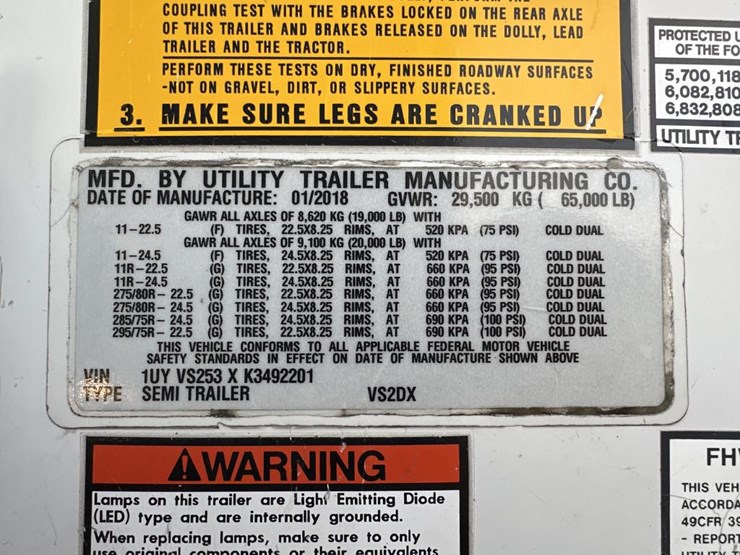 COUPLING TEST WITH THE BRAKES LOCKED ON THE REAR AXLE
OF THIS TRAILER AND BRAKES RELEASED ON THE DOLLY, LEAD
TRAILER AND THE TRACTOR.
PERFORM THESE TESTS ON DRY, FINISHED ROADWAY SURFACES
-NOT ON GRAVEL, DIRT, OR SLIPPERY SURFACES.
3. MAKE SURE LEGS ARE CRANKED UP
PROTECTED
OF THE
5,700,118
6,082,810
6,832,808
UTILITY
MFD. BY UTILITY TRAILER MANUFACTURING CO.
DATE OF MANUFACTURE: 01/2018 GVWR: 29,500 KG ( 65,000 LB)
GAWR ALL AXLES OF 8,620 KG (19,000 LB) WITH
11-22.5 (F) TIRES, 22.5X8.25 RIMS, AT 520 KPA (75 PSI) COLD DUAL
GAWR ALL AXLES OF 9,100 KG (20,000 LB) WITH
11-24.5 (F) TIRES, 24.5X8.25 RIMS, AT 520 KPA (75 PSI) COLD DUAL
11R-22.5 (G) TIRES, 22.5X8.25 RIMS, AT 660 KPA (95 PSI) COLD DUAL
11R-24.5 (G) TIRES, 24.5X8.25 RIMS, AT 660 KPA (95 PSI) COLD DUAL
275/80R- 22.5 (G) TIRES, 22.5X8.25 RIMS, AT 660 KPA (95 PSI) COLD DUAL
275/80R- 24.5 (G) TIRES, 24.5X8.25 RIMS, AT 660 KPA (95 PSI) COLD DUAL
285/75R- 24.5 (G) TIRES, 24.5X8.25 RIMS, AT 690 KPA (100 PSI) COLD DUAL
295/75R- 22.5 (G) TIRES, 22.5X8.25 RIMS, AT 690 KPA (100 PSI) COLD DUAL
THIS VEHICLE CONFORMS TO ALL APPLICABLE FEDERAL MOTOR VEHICLE
SAFETY STANDARDS IN EFFECT ON DATE OF MANUFACTURE SHOWN ABOVE
VIN 1UY VS253 X K3492201
TYPE SEMI TRAILER VS2DX
WARNING
Lamps on this trailer are Light Emitting Diode
(LED) type and are internally grounded.
When replacing lamps, make sure to only
use original components or their equivalents
THIS
49CFR
- REPORT
UTILITY